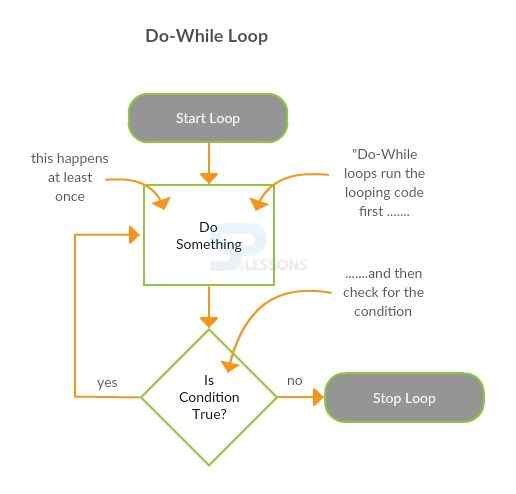 Do-While Loop
Start Loop
this happens
at least
once
"Do-While
loops run the
looping code
first .......
Do
Something
LESSONS
.......and then
check for the
condition
yes
Is
Condition
True?
no
Stop Loop